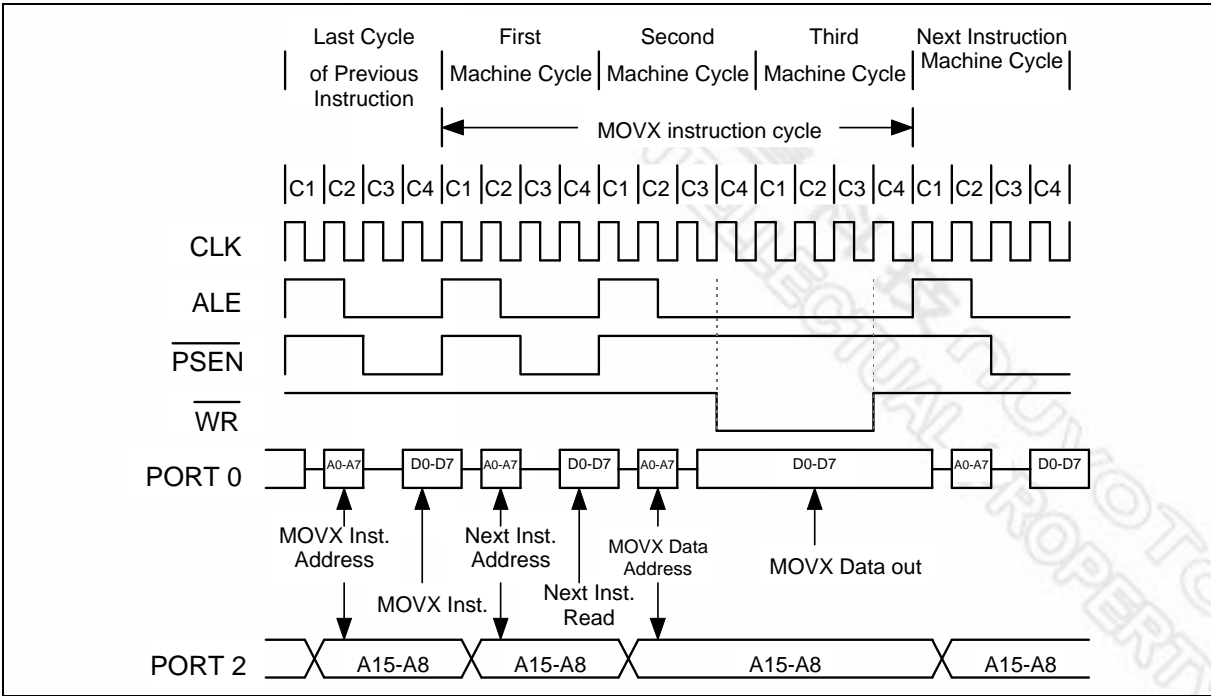 Last Cycle
of Previous
Instruction
First
Machine Cycle
Second
Machine Cycle
Third
Machine Cycle
Next Instruction
Machine Cycle
MOVX instruction cycle
C1 C2 C3 C4 C1 C2 C3 C4 C1 C2 C3 C4 C1 C2 C3 C4 C1 C2 C3 C4
CLK
ALE
PSEN
WR
PORT 0
A0-A7 D0-D7 A0-A7 D0-D7 A0-A7 D0-D7 A0-A7 D0-D7
MOVX Inst.
Address
MOVX Inst.
Next Inst.
Address
Next Inst.
Read
MOVX Data
Address
MOVX Data out
PORT 2
A15-A8 A15-A8 A15-A8 A15-A8